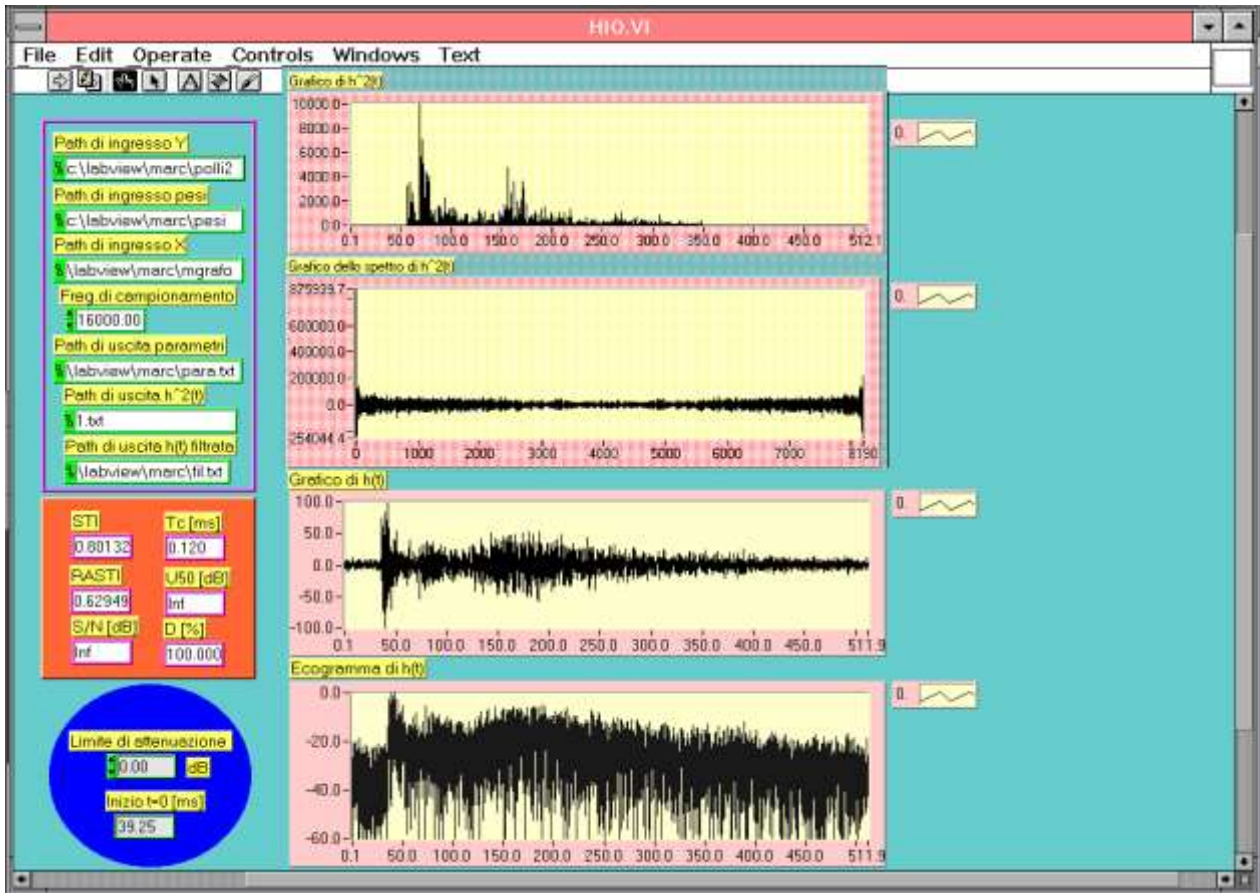 HIO.VI
File Edit Operate Controls Windows Text
Path di ingresso Y
%c:\labview\marc\polli2
Path di ingresso pesi
%c:\labview\marc\pesi
Path di ingresso X
%\labview\marc\mgrafo
Freq.di campionamento
16000.00
Path di uscita parametri
%\labview\marc\para.txt
Path di uscita h^2(t)
%1.txt
Path di uscita h(t) filtrata
%\labview\marc\fil.txt
STI Tc [ms]
0.80132 0.120
RASTI U50 [dB]
0.62949 Inf
S/N [dB] D [%]
Inf 100.000
Limite di attenuazione
0.00 dB
Inizio t=0 [ms]
39.25
Grafico di h^2(t)
10000.0
8000.0
6000.0
4000.0
2000.0
0.0
0.1 50.0 100.0 150.0 200.0 250.0 300.0 350.0 400.0 450.0 512.1
0.
Grafico dello spettro di h^2(t)
875939.7
600000.0
400000.0
200000.0
0.0
-254044.4
0 1000 2000 3000 4000 5000 6000 7000 8190
0.
Grafico di h(t)
100.0
50.0
0.0
-50.0
-100.0
0.1 50.0 100.0 150.0 200.0 250.0 300.0 350.0 400.0 450.0 511.9
0.
Ecogramma di h(t)
0.0
-20.0
-40.0
-60.0
0.1 50.0 100.0 150.0 200.0 250.0 300.0 350.0 400.0 450.0 511.9
0.